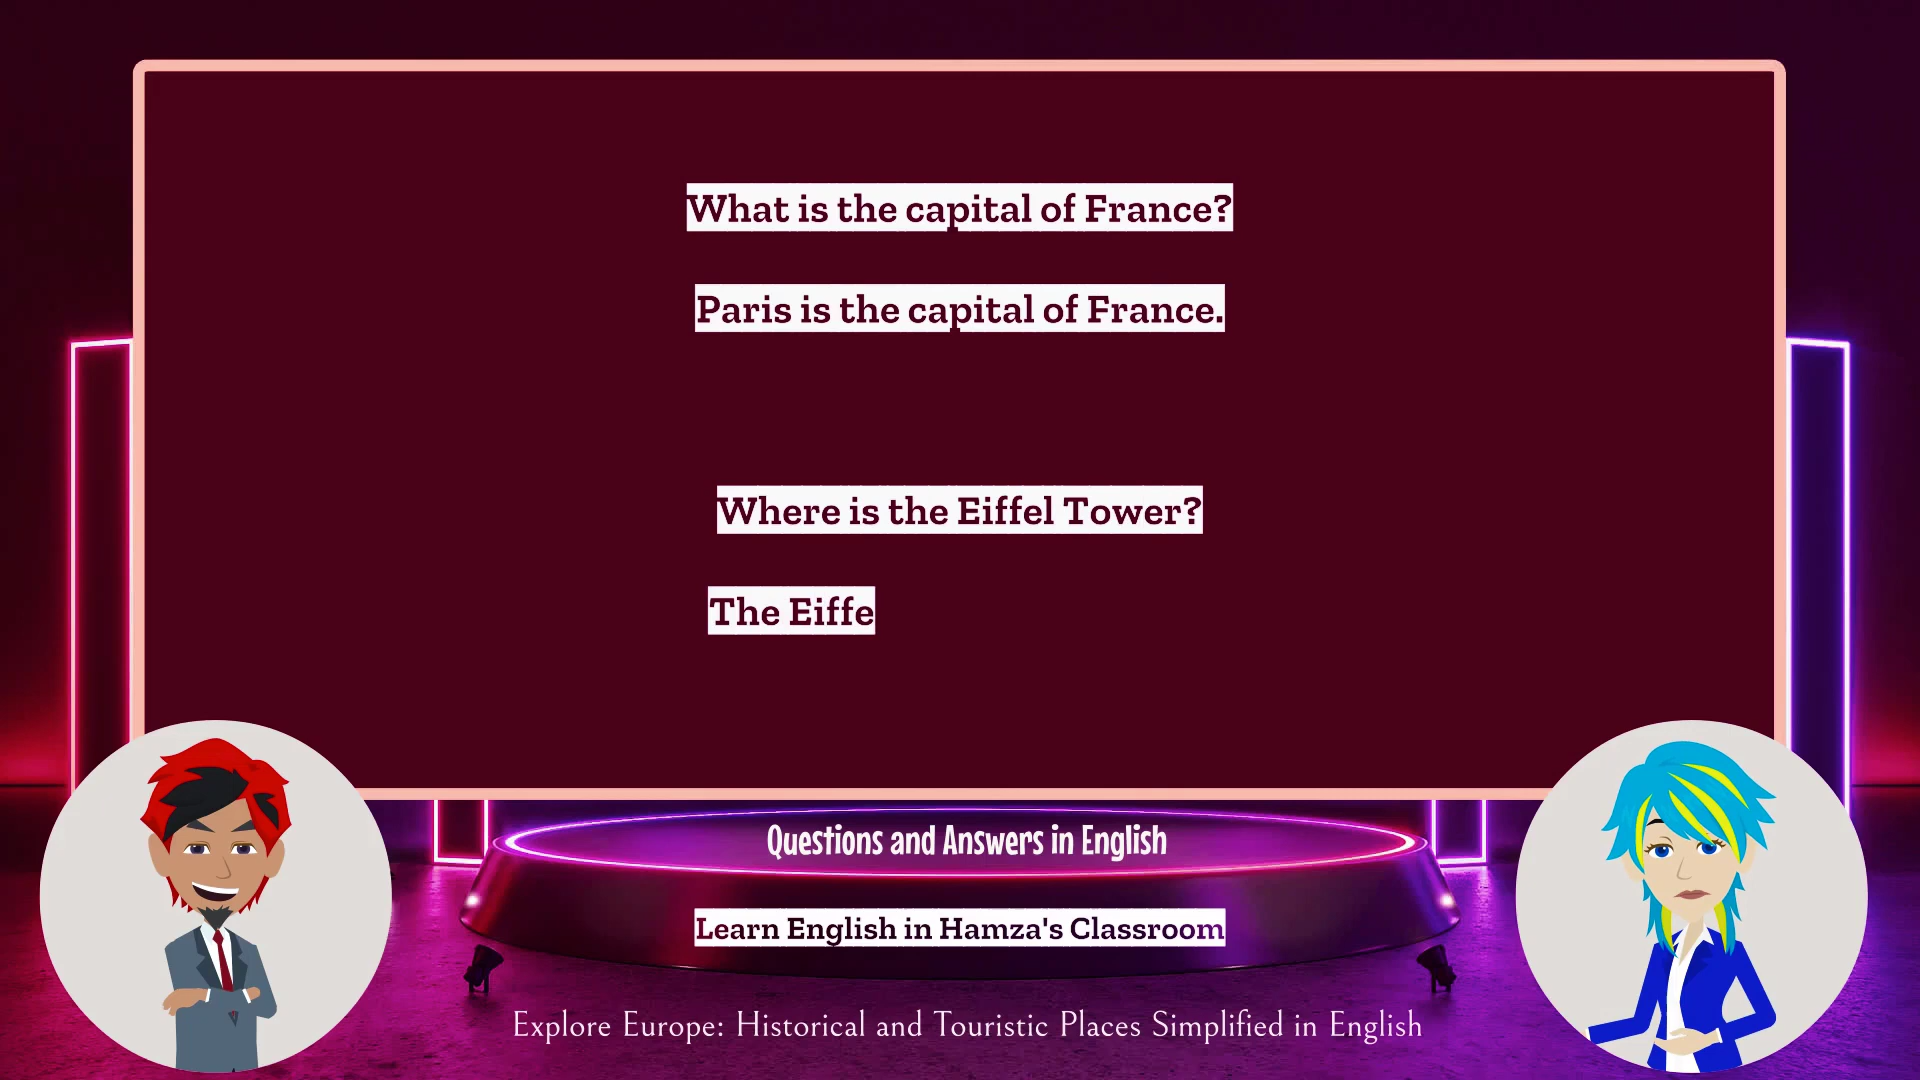 What is the capital of France?
Paris is the capital of France.
Where is the Eiffel Tower?
The Eiffe
Questions and Answers in English
Learn English in Hamza's Classroom
Explore Europe: Historical and Touristic Places Simplified in English